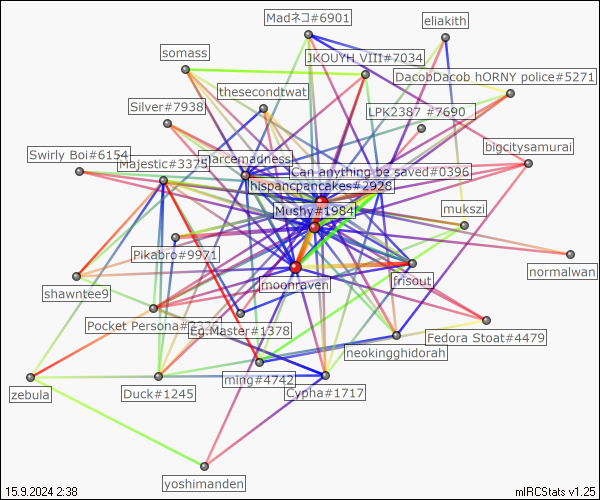 Madネコ#6901
eliakith
JKOUYH VIII#7034
somass
DacobDacob hORNY police#5271
thesecondtwat
Silver#7938
LPK2387 #7690
bigcitysamurai
Swirly Boi#6154
Majestic#3375
marcemadness
Can anything be saved#0396
hispancpancakes#2928
Mushy#1984
mukszi
Pikabro#9971
normalwan
moonraven
frisout
shawntee9
Pocket Persona#
Eg.Master#1378
Fedora Stoat#4479
neokingghidorah
ming#4742
zebula
Duck#1245
Cypha#1717
yoshimanden
15.9.2024 2:38
mIRCStats v1.25